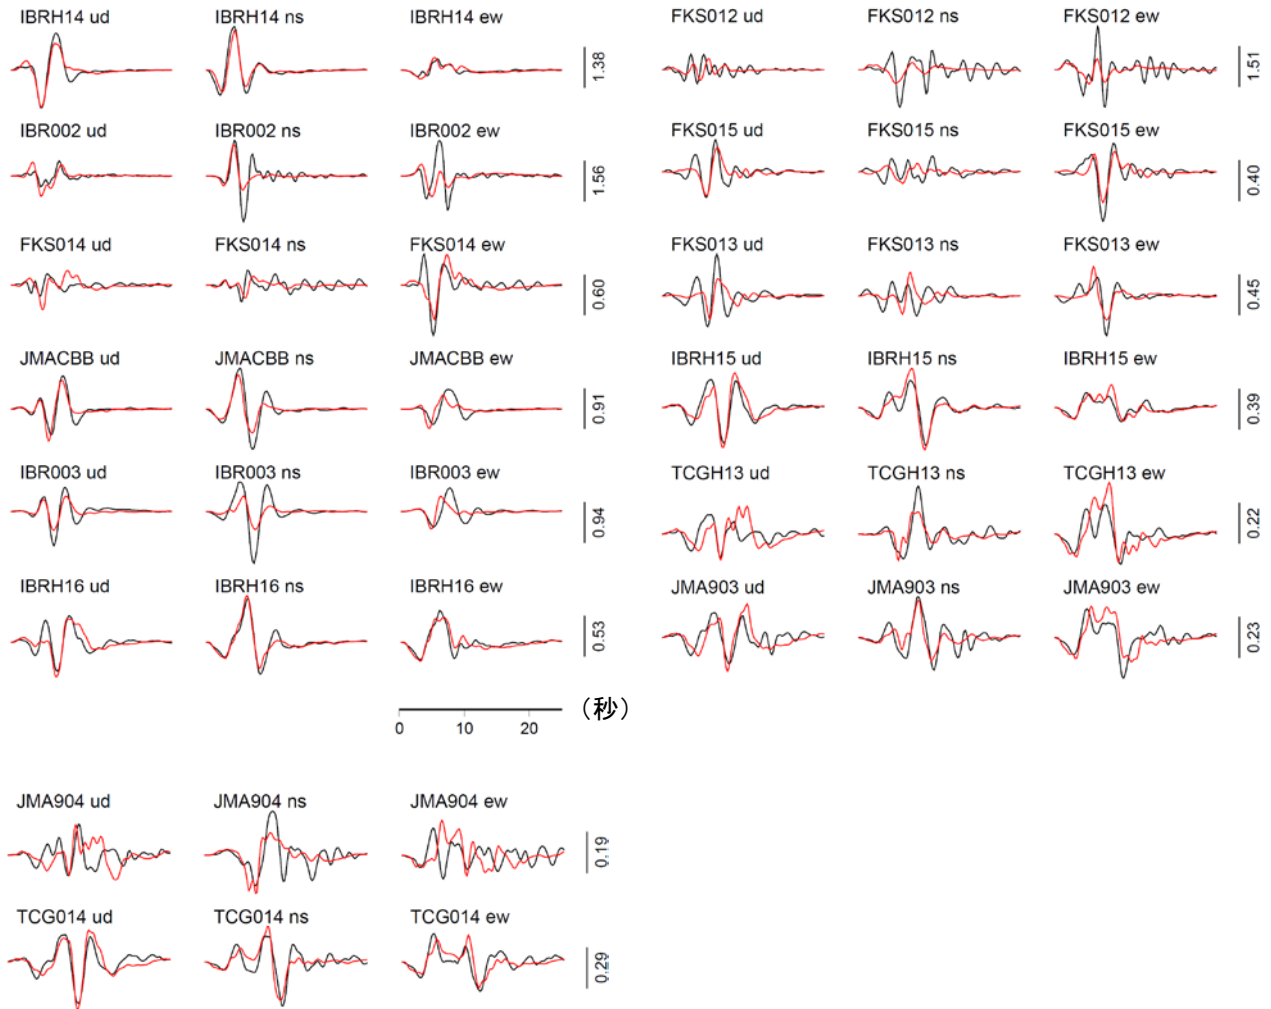 IBRH14 ud IBRH14 ns IBRH14 ew 1.38
IBR002 ud IBR002 ns IBR002 ew 1.56
FKS014 ud FKS014 ns FKS014 ew 0.60
JMACBB ud JMACBB ns JMACBB ew 0.91
IBR003 ud IBR003 ns IBR003 ew 0.94
IBRH16 ud IBRH16 ns IBRH16 ew 0.53
0 10 20 (秒)
FKS012 ud FKS012 ns FKS012 ew 1.51
FKS015 ud FKS015 ns FKS015 ew 0.40
FKS013 ud FKS013 ns FKS013 ew 0.45
IBRH15 ud IBRH15 ns IBRH15 ew 0.39
TCGH13 ud TCGH13 ns TCGH13 ew 0.22
JMA903 ud JMA903 ns JMA903 ew 0.23
JMA904 ud JMA904 ns JMA904 ew 0.19
TCG014 ud TCG014 ns TCG014 ew 0.29